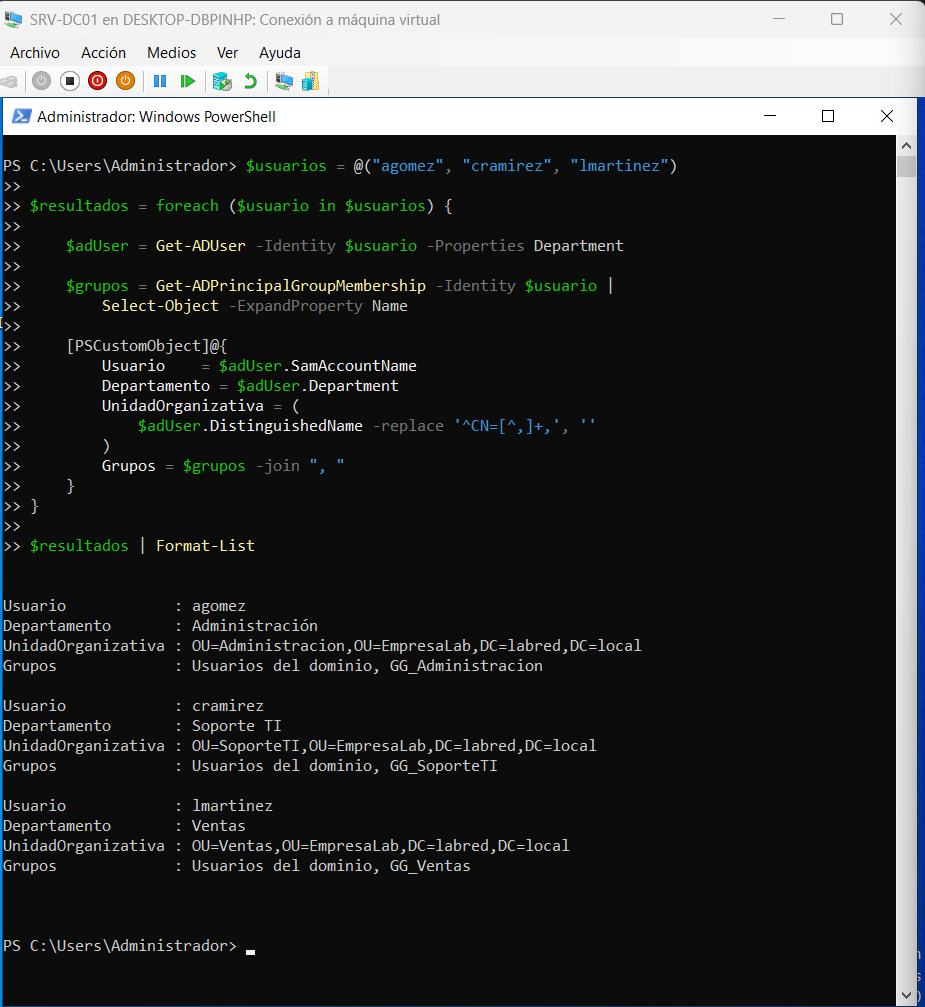 SRV-DC01 en DESKTOP-DBPINHP: Conexión a máquina virtual
Archivo Acción Medios Ver Ayuda
Administrador: Windows PowerShell
PS C:\Users\Administrador> $usuarios = @("agomez", "cramirez", "lmartinez")
>>
>> $resultados = foreach ($usuario in $usuarios) {
>>
>>     $adUser = Get-ADUser -Identity $usuario -Properties Department
>>
>>     $grupos = Get-ADPrincipalGroupMembership -Identity $usuario |
>>         Select-Object -ExpandProperty Name
>>
>>     [PSCustomObject]@{
>>         Usuario    = $adUser.SamAccountName
>>         Departamento = $adUser.Department
>>         UnidadOrganizativa = (
>>             $adUser.DistinguishedName -replace '^CN=[^,]+,', ''
>>         )
>>         Grupos = $grupos -join ", "
>>     }
>> }
>>
>> $resultados | Format-List
Usuario            : agomez
Departamento       : Administración
UnidadOrganizativa : OU=Administracion,OU=EmpresaLab,DC=labred,DC=local
Grupos             : Usuarios del dominio, GG_Administracion
Usuario            : cramirez
Departamento       : Soporte TI
UnidadOrganizativa : OU=SoporteTI,OU=EmpresaLab,DC=labred,DC=local
Grupos             : Usuarios del dominio, GG_SoporteTI
Usuario            : lmartinez
Departamento       : Ventas
UnidadOrganizativa : OU=Ventas,OU=EmpresaLab,DC=labred,DC=local
Grupos             : Usuarios del dominio, GG_Ventas
PS C:\Users\Administrador>